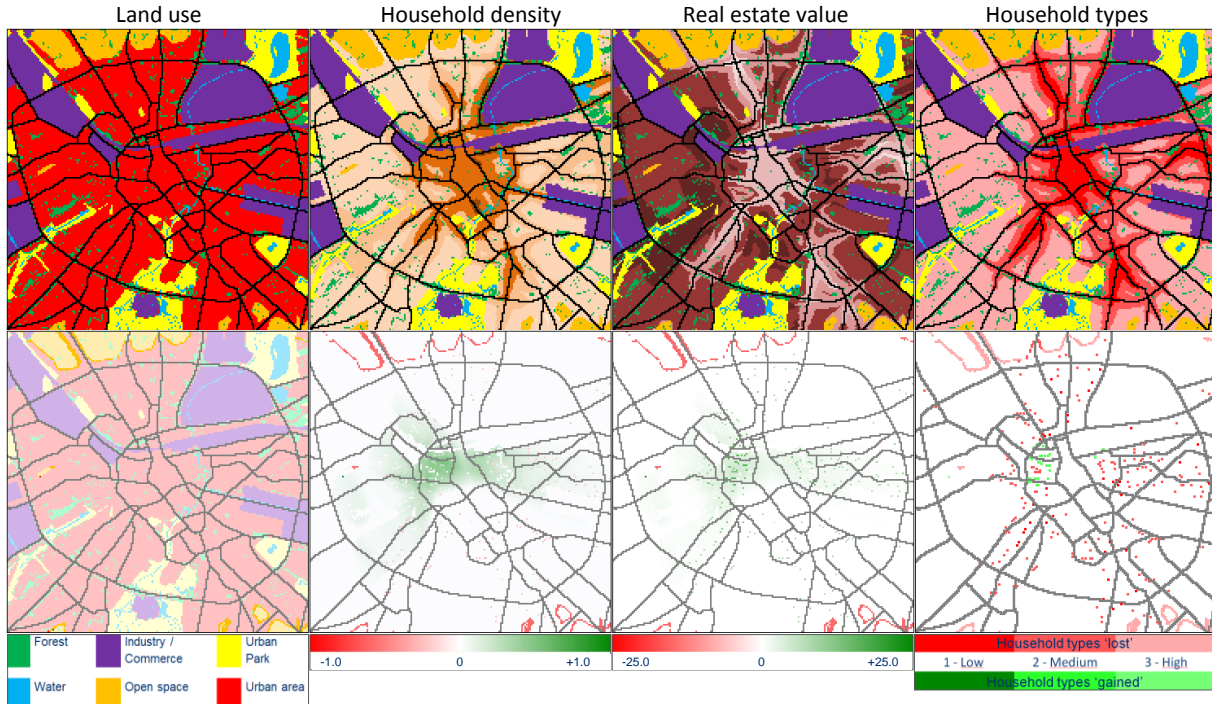 Land use Household density Real estate value Household types
Forest Industry / Commerce Urban Park
Water Open space Urban area
-1.0 0 +1.0
-25.0 0 +25.0
Household types 'lost'
1 - Low 2 - Medium 3 - High
Household types 'gained'